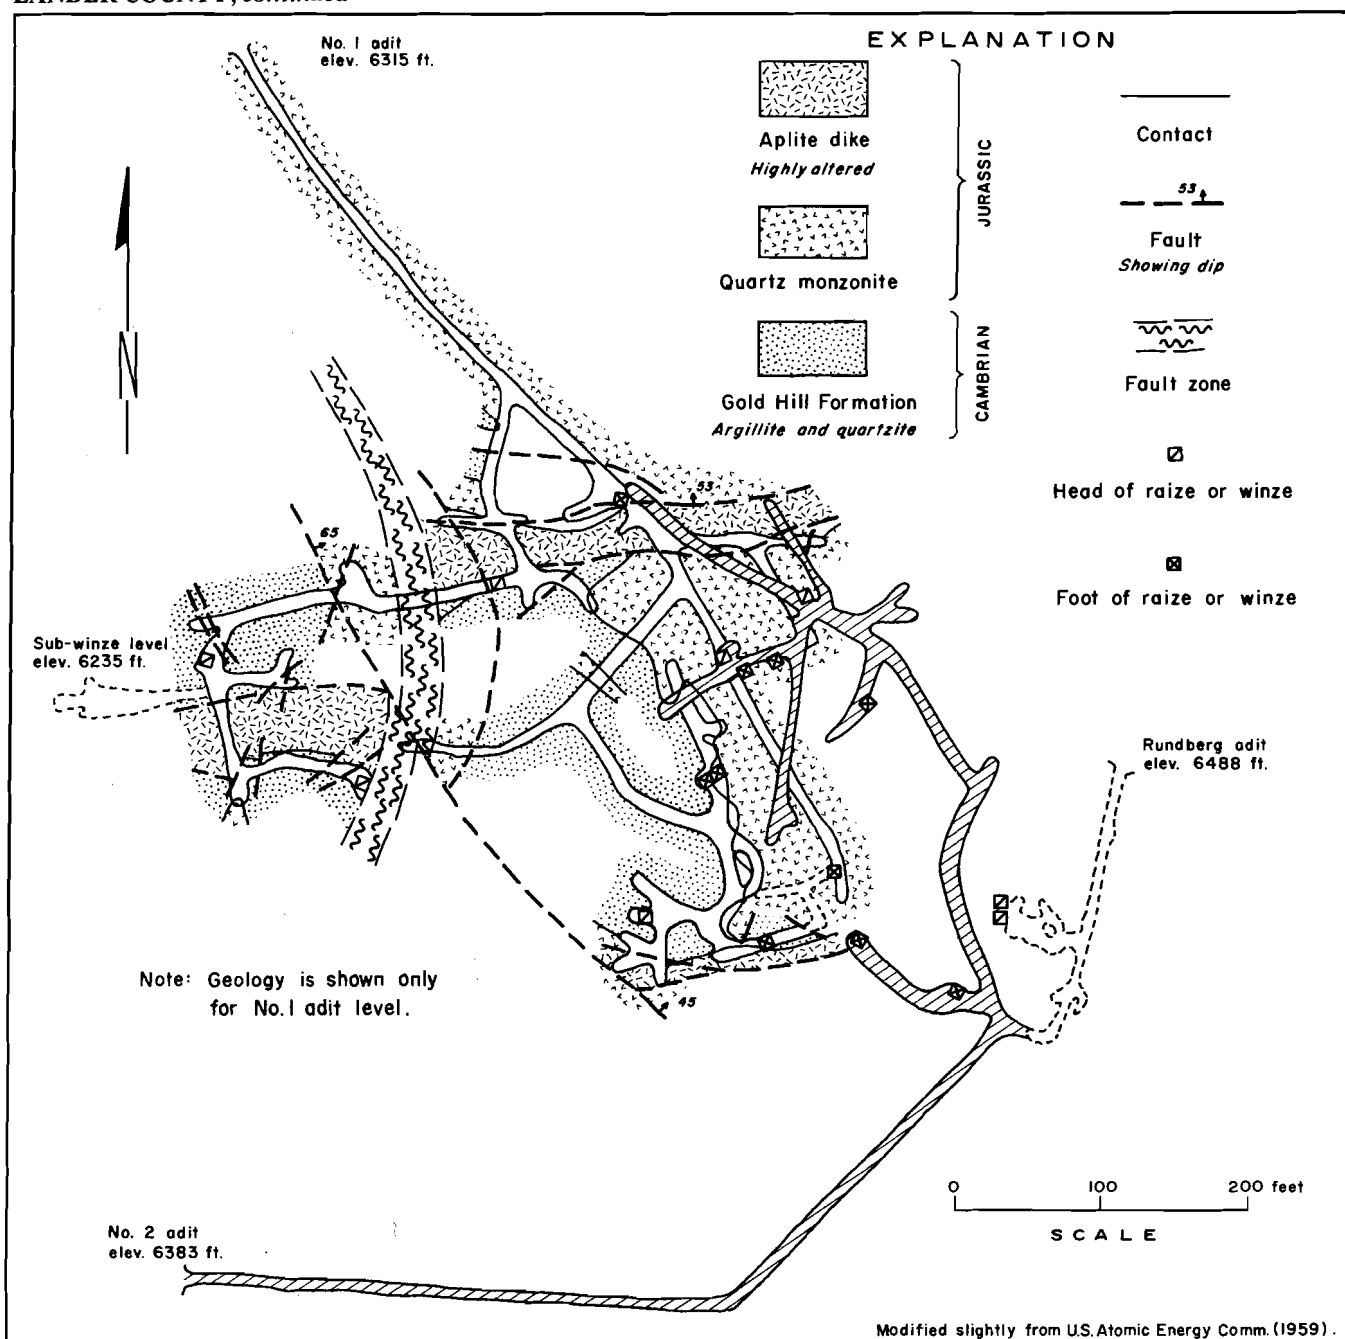 LANDER COUNTY, continued
No. 1 adit
elev. 6315 ft.
EXPLANATION
Aplite dike
Highly altered
Quartz monzonite
JURASSIC
Gold Hill Formation
Argillite and quartzite
CAMBRIAN
Contact
53
Fault
Showing dip
Fault zone
Head of raize or winze
Foot of raize or winze
N
53
65
Sub-winze level
elev. 6235 ft.
Rundberg adit
elev. 6488 ft.
45
Note: Geology is shown only
for No. 1 adit level.
0 100 200 feet
SCALE
No. 2 adit
elev. 6383 ft.
Modified slightly from U.S. Atomic Energy Comm. (1959).